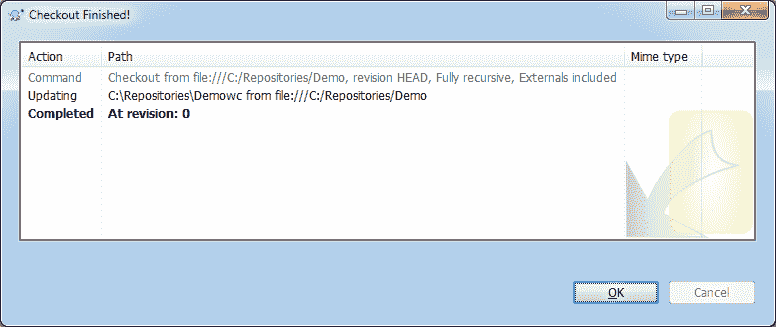 Checkout Finished!
Action Path Mime type
Command Checkout from file:///C:/Repositories/Demo, revision HEAD, Fully recursive, Externals included
Updating C:\Repositories\Demowc from file:///C:/Repositories/Demo
Completed At revision: 0
OK Cancel